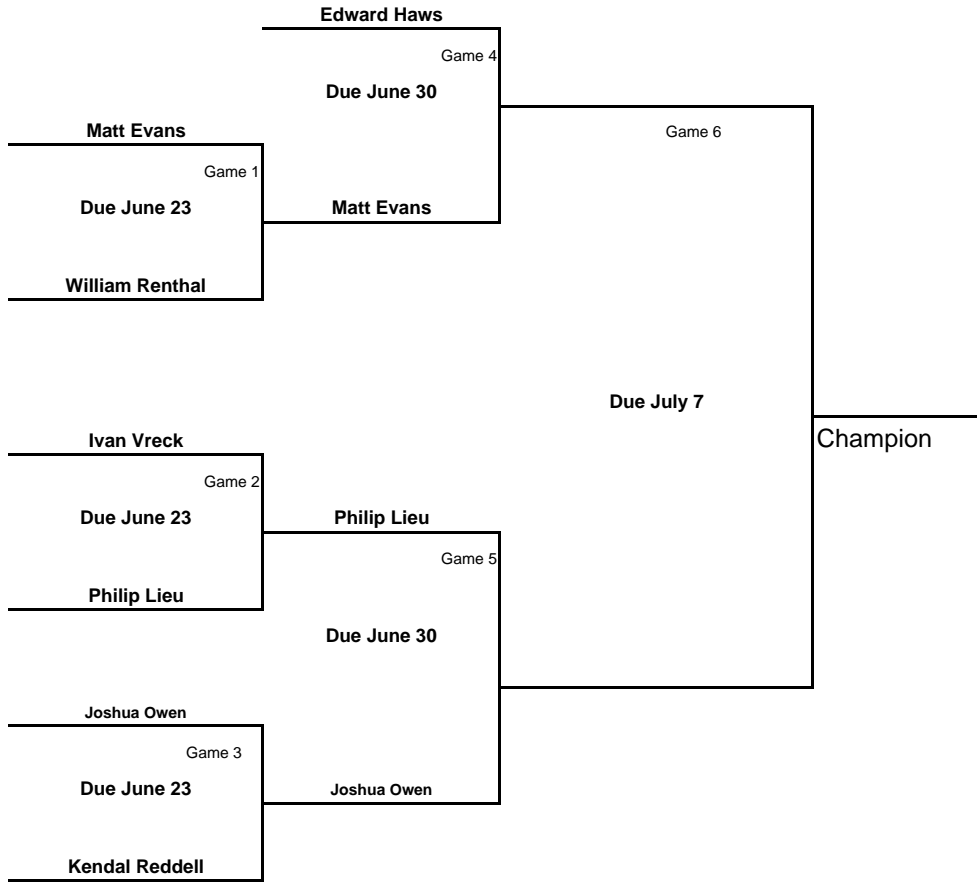 Edward Haws
Game 4
Due June 30
Matt Evans
Game 6
Game 1
Due June 23
Matt Evans
William Renthal
Due July 7
Champion
Ivan Vreck
Game 2
Due June 23
Philip Lieu
Game 5
Philip Lieu
Due June 30
Joshua Owen
Game 3
Due June 23
Joshua Owen
Kendal Reddell